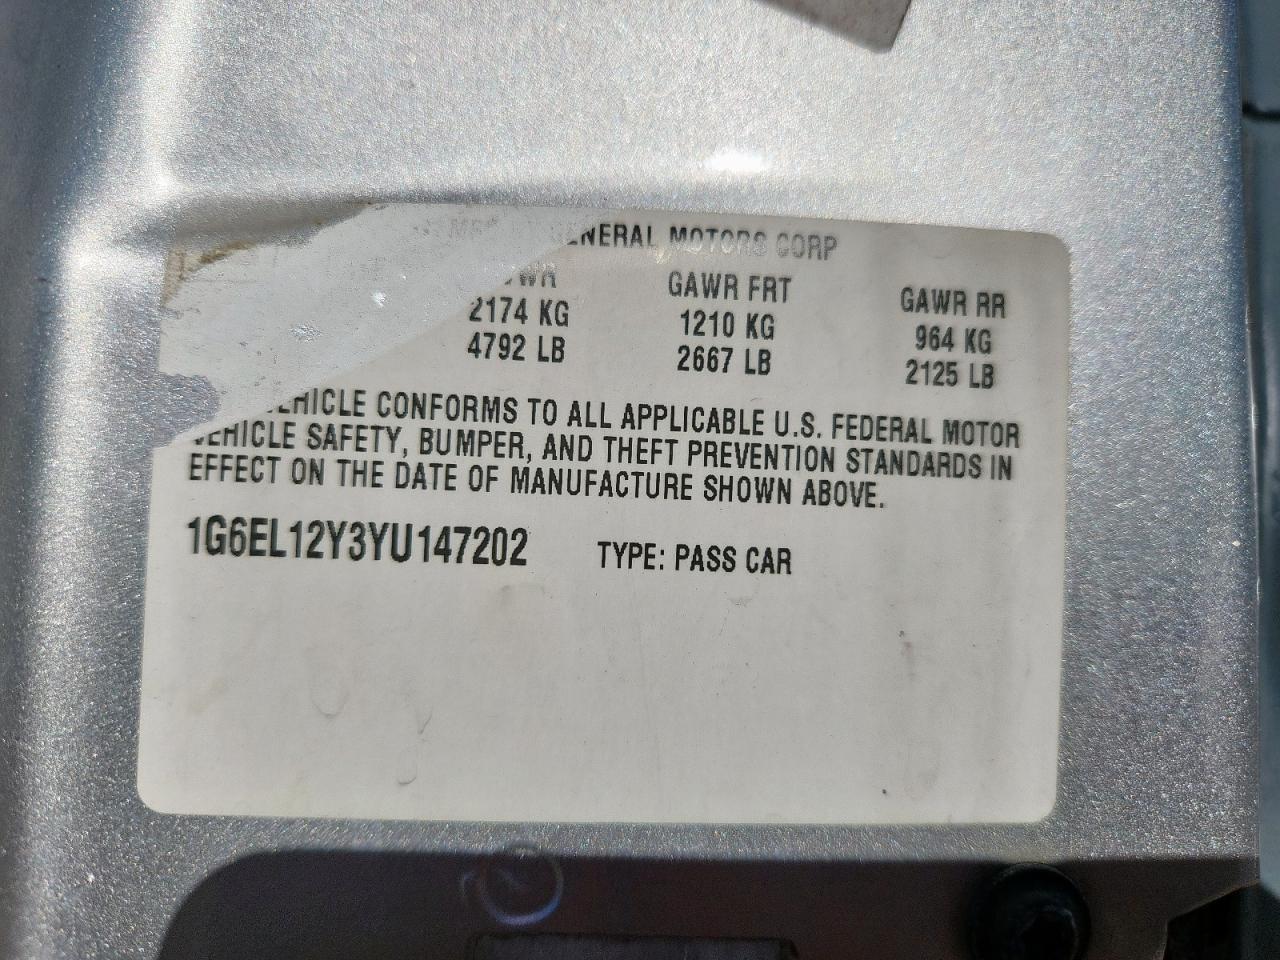 GENERAL MOTORS CORP
GAWR FRT GAWR RR
2174 KG 1210 KG 964 KG
4792 LB 2667 LB 2125 LB
VEHICLE CONFORMS TO ALL APPLICABLE U.S. FEDERAL MOTOR
VEHICLE SAFETY, BUMPER, AND THEFT PREVENTION STANDARDS IN
EFFECT ON THE DATE OF MANUFACTURE SHOWN ABOVE.
1G6EL12Y3YU147202 TYPE: PASS CAR